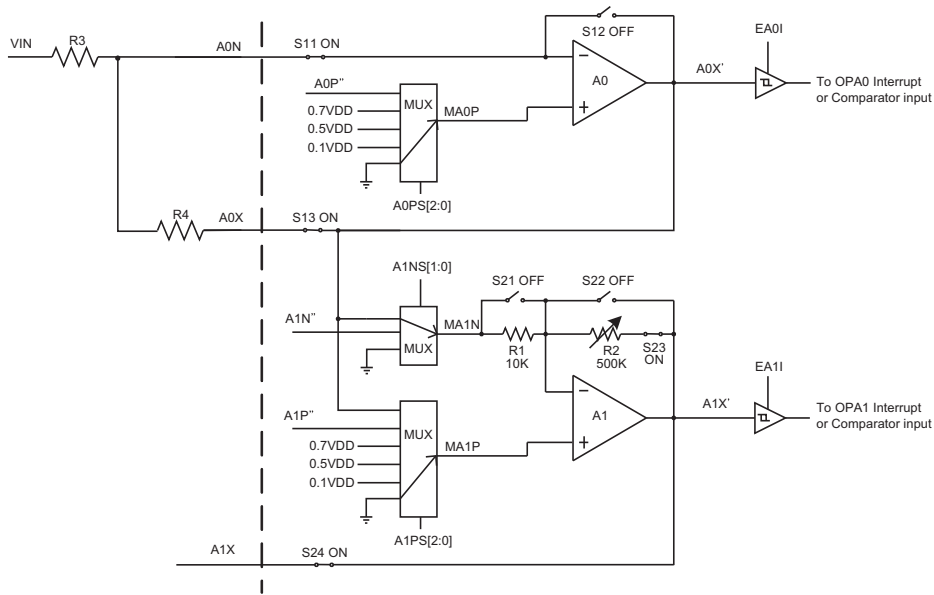 S12 OFF
EA0I
VIN
R3
A0N
S11 ON
A0
A0X'
To OPA0 Interrupt
or Comparator input
A0P"
MUX
MA0P
0.7VDD
0.5VDD
0.1VDD
A0PS[2:0]
R4
A0X
S13 ON
A1NS[1:0]
S21 OFF
S22 OFF
A1N"
MA1N
MUX
R1
10K
R2
500K
S23
ON
EA1I
A1P"
MUX
A1
A1X'
To OPA1 Interrupt
or Comparator input
0.7VDD
MA1P
0.5VDD
0.1VDD
A1PS[2:0]
A1X
S24 ON